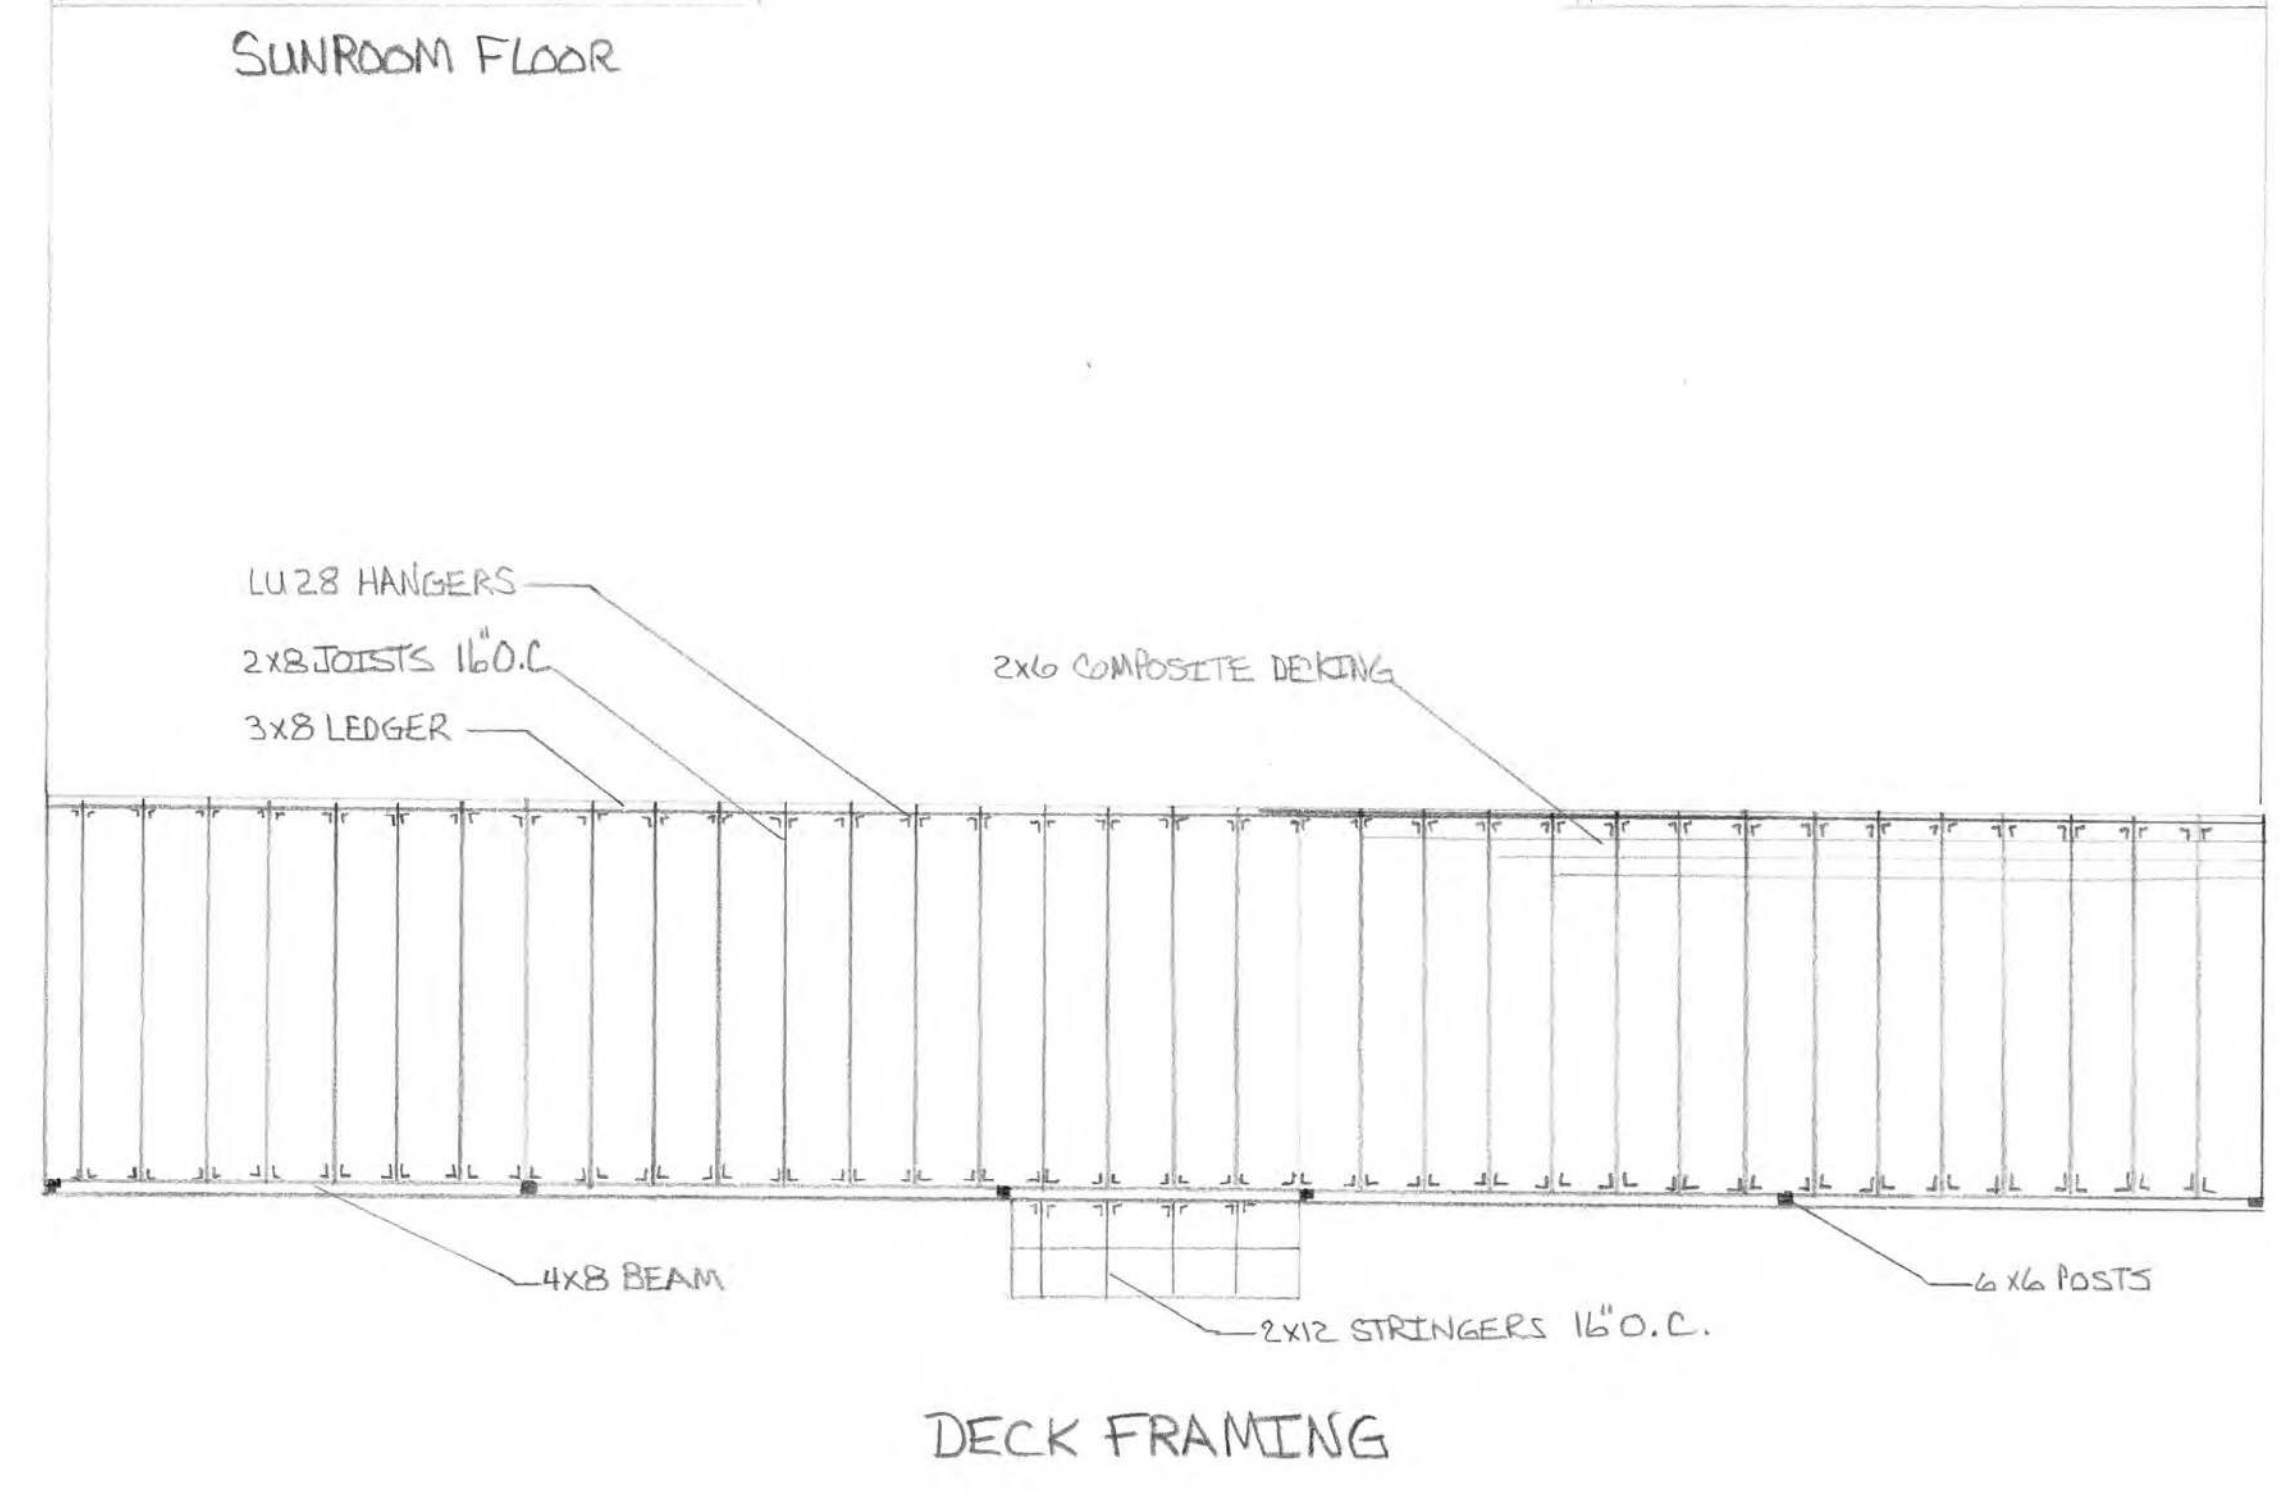 SUNROOM FLOOR
LU28 HANGERS
2X8 JOISTS 16"O.C
3X8 LEDGER
2X6 COMPOSITE DECKING
4X8 BEAM
6X6 POSTS
2X12 STRINGERS 16"O.C.
DECK FRAMING